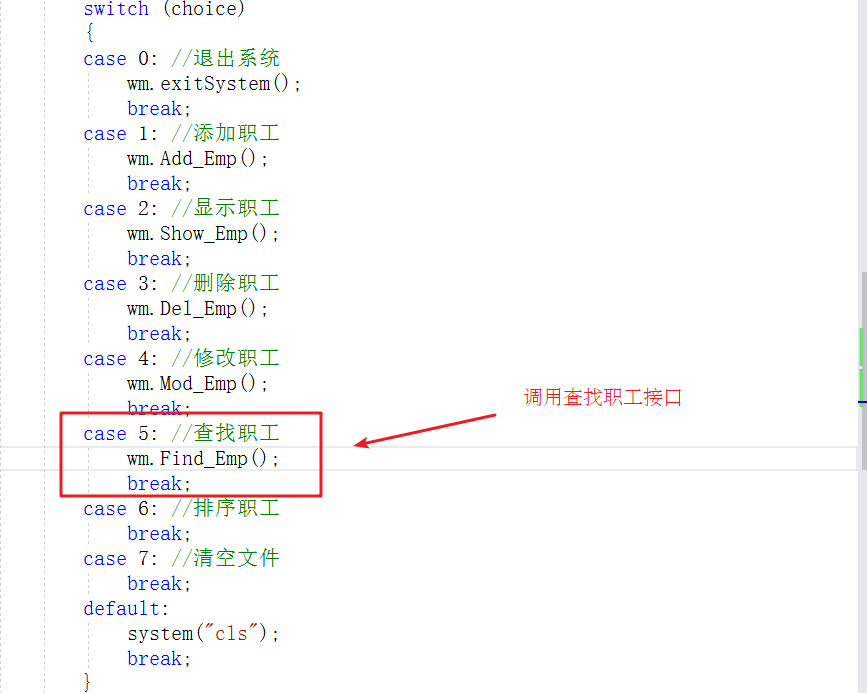 switch (choice)
{
case 0: //退出系统
wm.exitSystem();
break;
case 1: //添加职工
wm.Add_Emp();
break;
case 2: //显示职工
wm.Show_Emp();
break;
case 3: //删除职工
wm.Del_Emp();
break;
case 4: //修改职工
wm.Mod_Emp();
break;
调用查找职工接口
case 5: //查找职工
wm.Find_Emp();
break;
case 6: //排序职工
break;
case 7: //清空文件
break;
default:
system("cls");
break;
}